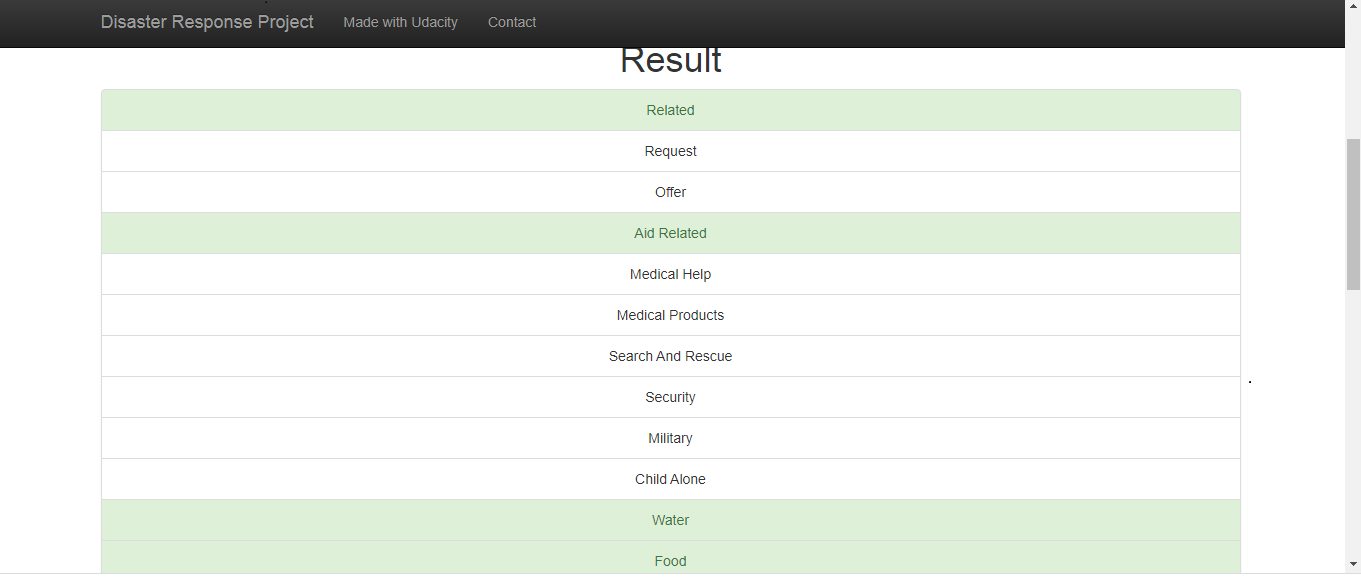 Disaster Response Project Made with Udacity Contact
Result
Related
Request
Offer
Aid Related
Medical Help
Medical Products
Search And Rescue
Security
Military
Child Alone
Water
Food